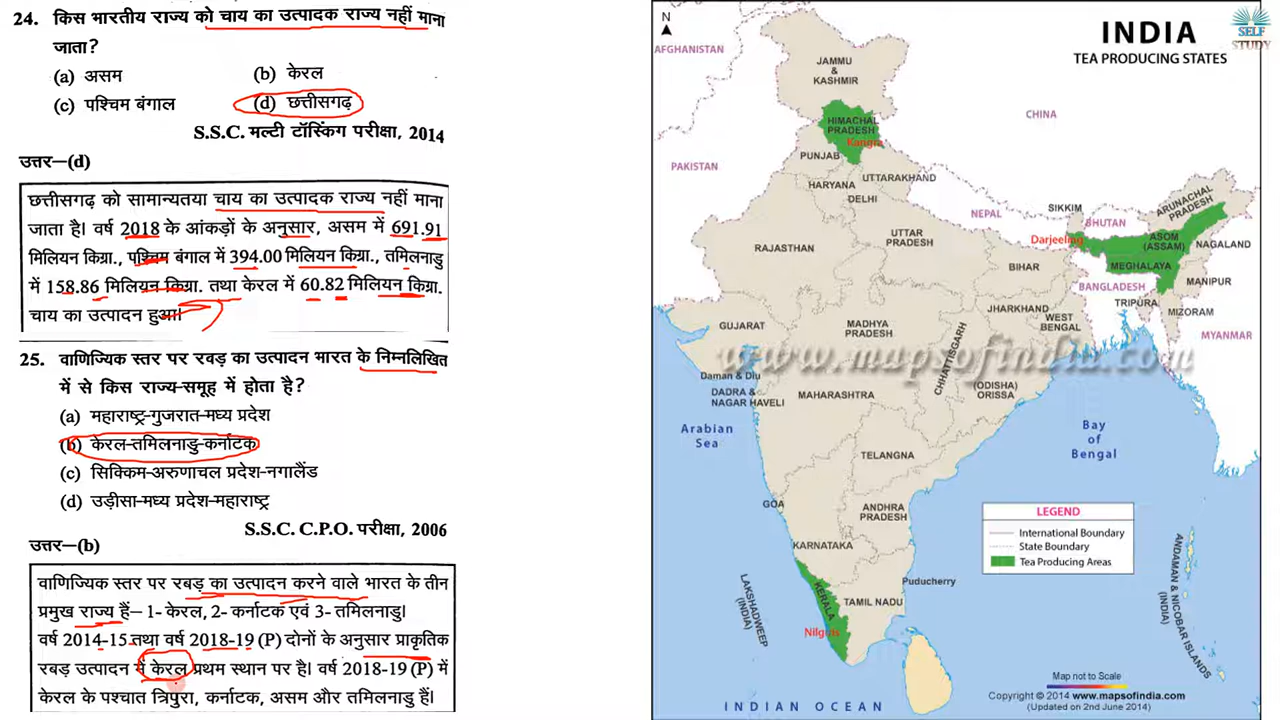 24. किस भारतीय राज्य को चाय का उत्पादक राज्य नहीं माना
जाता?
(a) असम
(b) केरल
(c) पश्चिम बंगाल
(d) छत्तीसगढ़
S.S.C. मल्टी टॉस्किंग परीक्षा, 2014
उत्तर–(d)
छत्तीसगढ़ को सामान्यतया चाय का उत्पादक राज्य नहीं माना
जाता है। वर्ष 2018 के आंकड़ों के अनुसार, असम में 691.91
मिलियन किग्रा., पश्चिम बंगाल में 394.00 मिलियन किग्रा., तमिलनाडु
में 158.86 मिलियन किग्रा. तथा केरल में 60.82 मिलियन किग्रा.
चाय का उत्पादन हुआ।
25. वाणिज्यिक स्तर पर रबड़ का उत्पादन भारत के निम्नलिखित
में से किस राज्य-समूह में होता है?
(a) महाराष्ट्र-गुजरात-मध्य प्रदेश
(b) केरल-तमिलनाडु-कर्नाटक
(c) सिक्किम-अरुणाचल प्रदेश-नगालैंड
(d) उड़ीसा-मध्य प्रदेश-महाराष्ट्र
S.S.C. C.P.O. परीक्षा, 2006
उत्तर–(b)
वाणिज्यिक स्तर पर रबड़ का उत्पादन करने वाले भारत के तीन
प्रमुख राज्य हैं– 1- केरल, 2- कर्नाटक एवं 3- तमिलनाडु।
वर्ष 2014-15 तथा वर्ष 2018-19 (P) दोनों के अनुसार प्राकृतिक
रबड़ उत्पादन में केरल प्रथम स्थान पर है। वर्ष 2018-19 (P) में
केरल के पश्चात त्रिपुरा, कर्नाटक, असम और तमिलनाडु हैं।
N
INDIA
TEA PRODUCING STATES
SELF
STUDY
AFGHANISTAN
JAMMU
&
KASHMIR
CHINA
HIMACHAL
PRADESH
Kangra
PUNJAB
PAKISTAN
UTTARAKHAND
HARYANA
DELHI
NEPAL
SIKKIM
BHUTAN
ARUNACHAL
PRADESH
Darjeeling
ASOM
(ASSAM)
NAGALAND
RAJASTHAN
UTTAR
PRADESH
BIHAR
MEGHALAYA
BANGLADESH
MANIPUR
TRIPURA
MIZORAM
JHARKHAND
WEST
BENGAL
GUJARAT
MADHYA
PRADESH
MYANMAR
www.mapsofindia.com
CHHATTISGARH
Daman & Diu
DADRA &
NAGAR HAVELI
MAHARASHTRA
(ODISHA)
ORISSA
Arabian
Sea
Bay
of
Bengal
TELANGNA
GOA
ANDHRA
PRADESH
KARNATAKA
LEGEND
International Boundary
State Boundary
Tea Producing Areas
ANDAMAN & NICOBAR ISLANDS
(INDIA)
LAKSHADWEEP
(INDIA)
KERALA
TAMIL NADU
Puducherry
Nilgiris
Map not to Scale
Copyright © 2014 www.mapsofindia.com
(Updated on 2nd June 2014)
INDIAN OCEAN